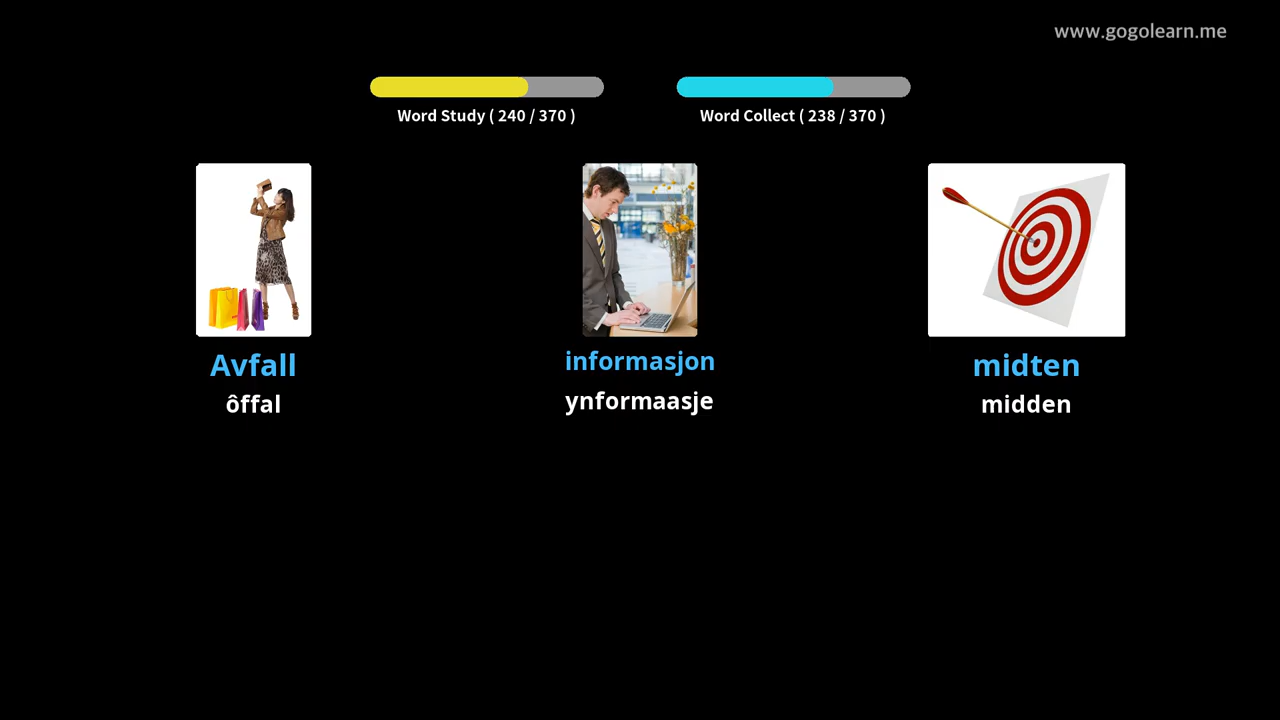 www.gogolearn.me
Word Study ( 240 / 370 )
Word Collect ( 238 / 370 )
Avfall
ôffal
informasjon
ynformaasje
midten
midden